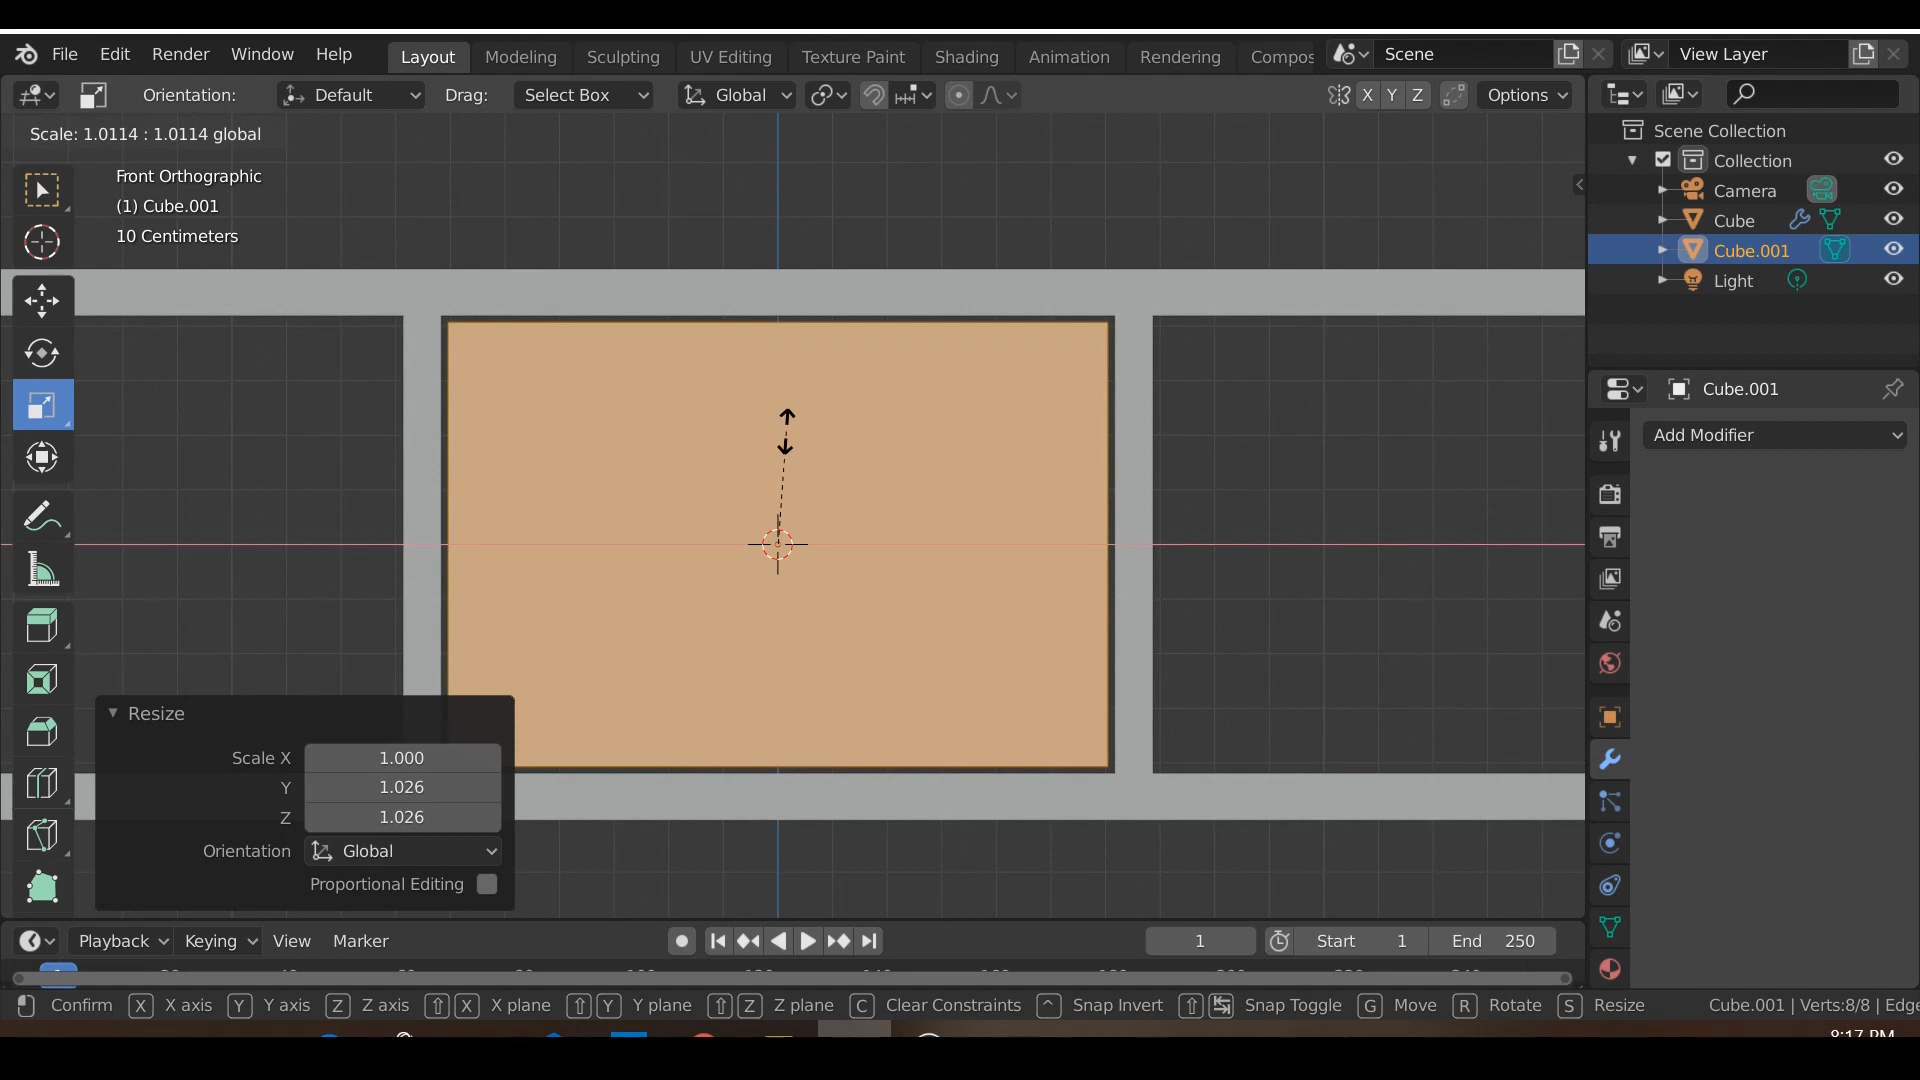 File Edit Render Window Help Layout Modeling Sculpting UV Editing Texture Paint Shading Animation Rendering Compos Scene View Layer
Orientation: Default Drag: Select Box Global X Y Z Options
Scale: 1.0114 : 1.0114 global
Front Orthographic
(1) Cube.001
10 Centimeters
Scene Collection
Collection
Camera
Cube
Cube.001
Light
Cube.001
Add Modifier
Resize
Scale X 1.000
Y 1.026
Z 1.026
Orientation Global
Proportional Editing
Playback Keying View Marker 1 Start 1 End 250
Confirm X X axis Y Y axis Z Z axis X X plane Y Y plane Z Z plane C Clear Constraints Snap Invert Snap Toggle G Move R Rotate S Resize Cube.001 | Verts:8/8 | Edge
8:17 PM